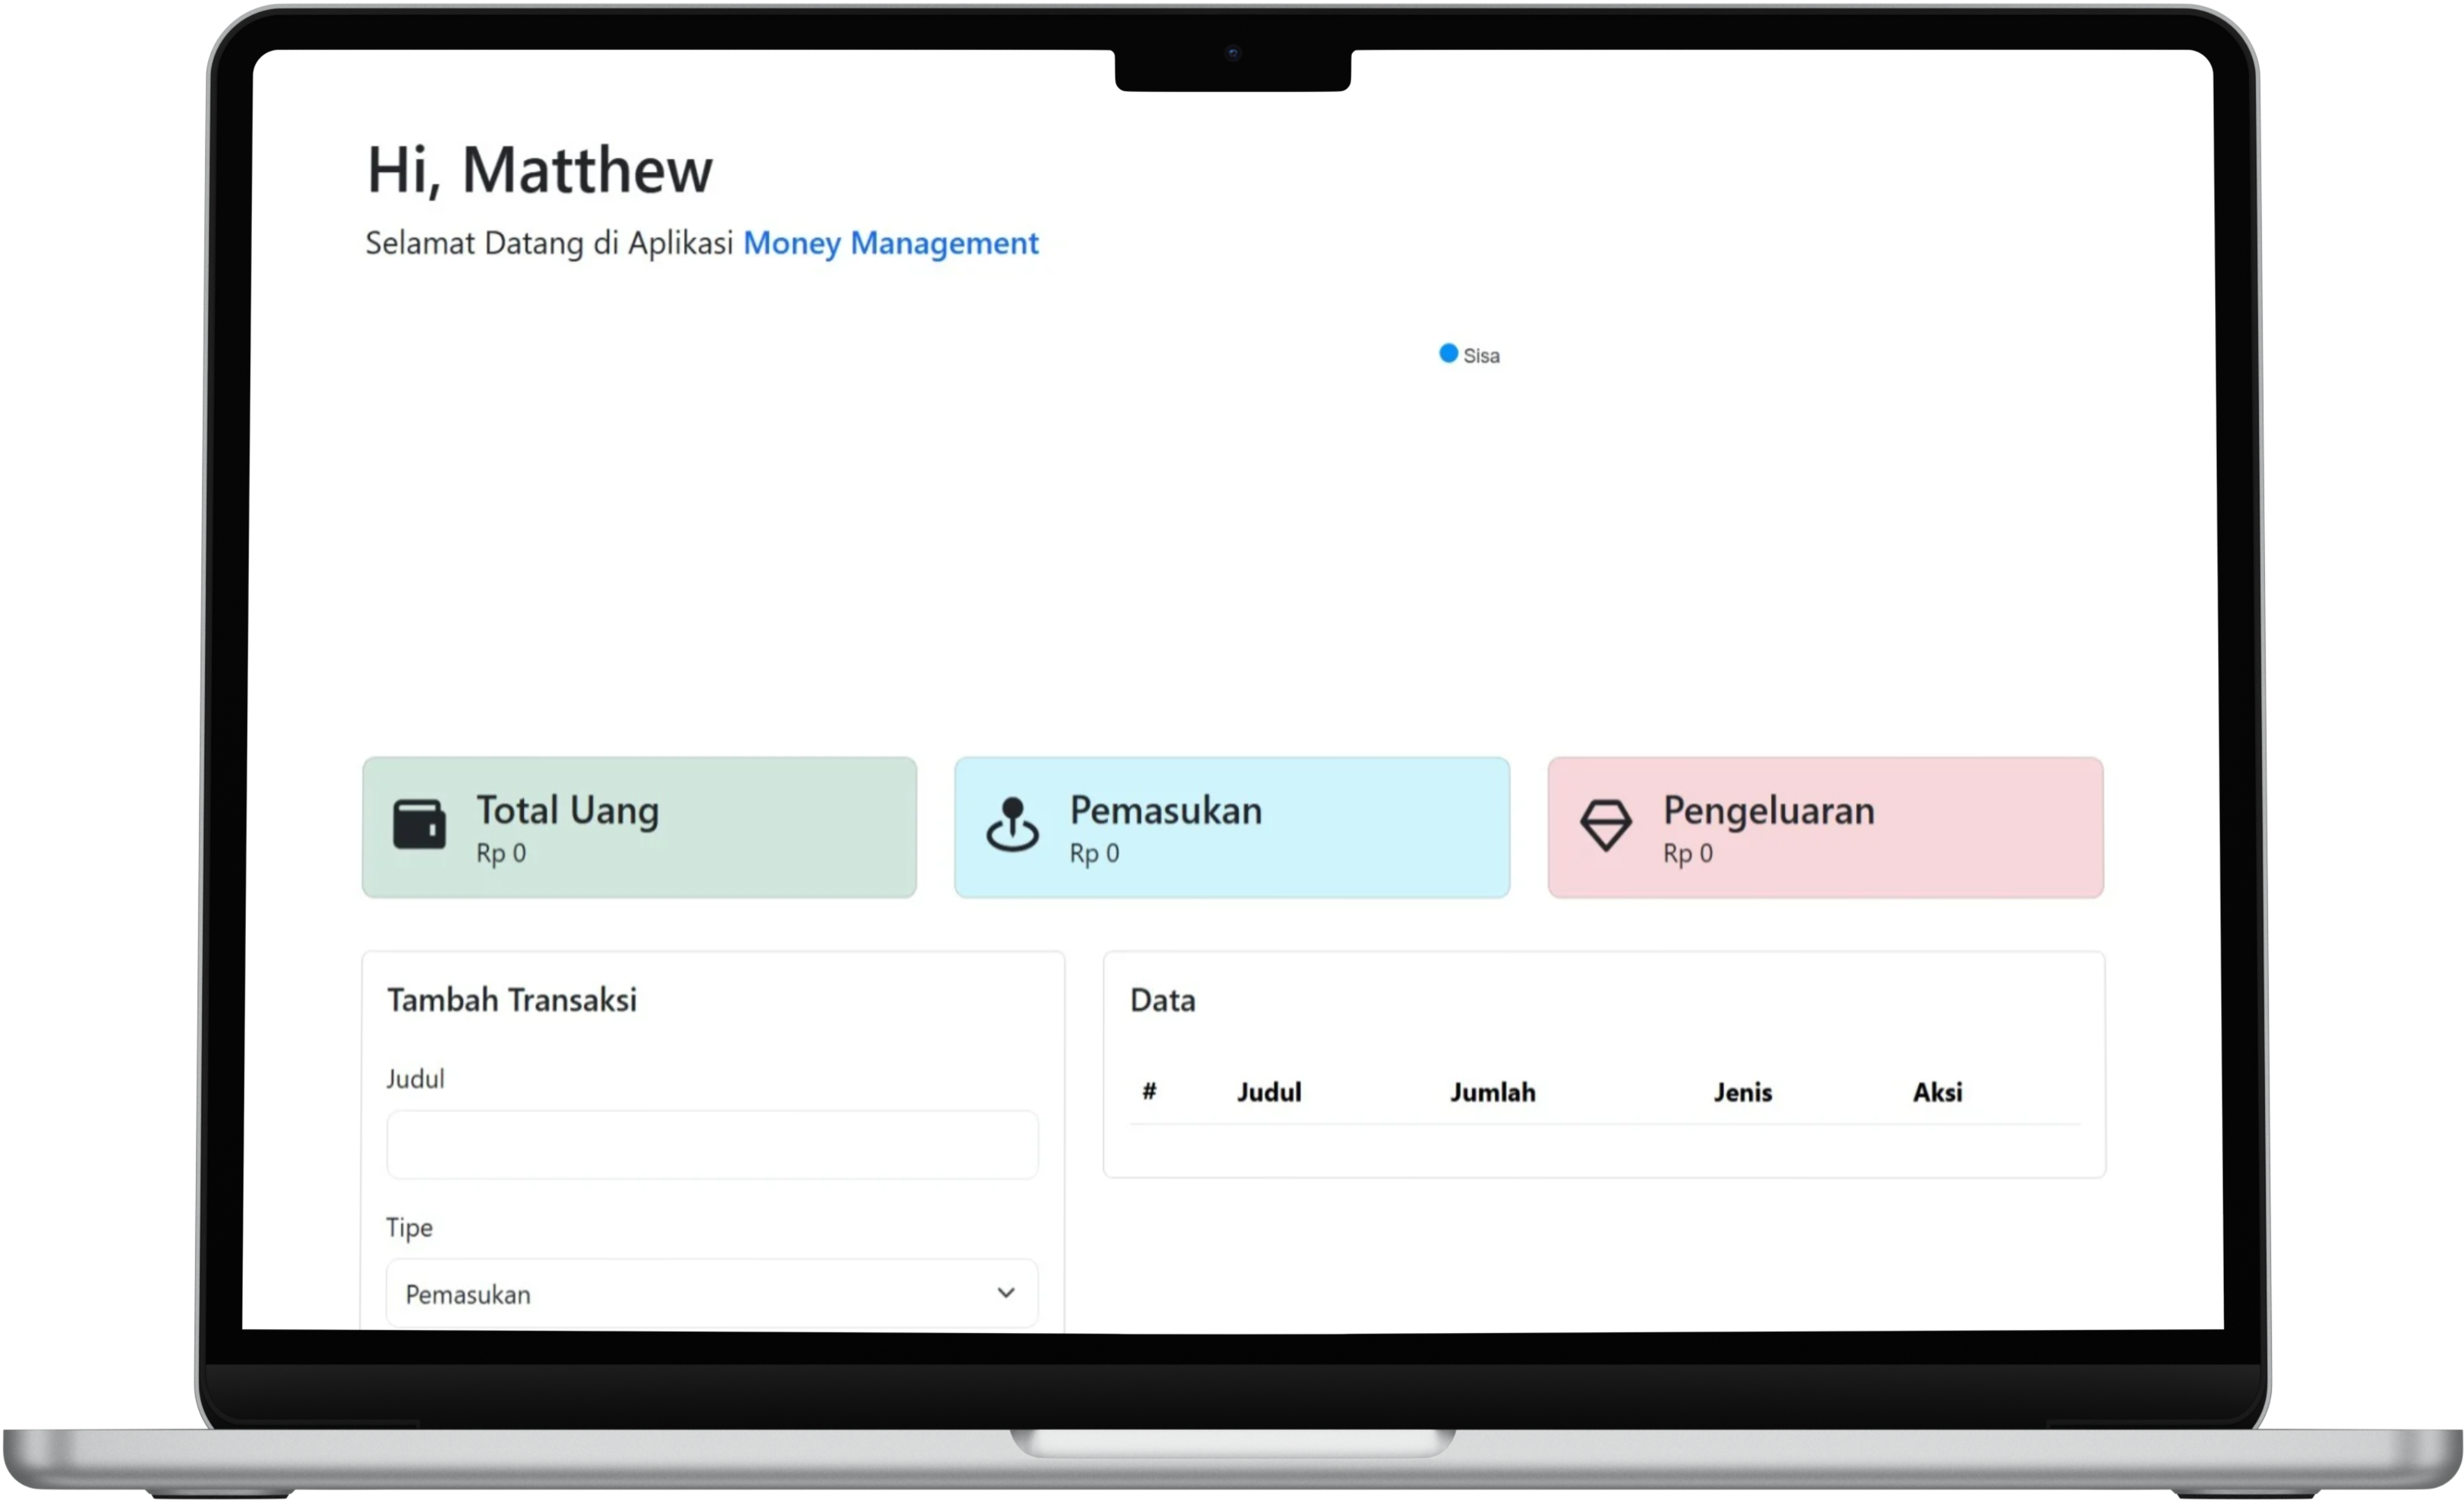 Hi, Matthew
Selamat Datang di Aplikasi Money Management
Sisa
Total Uang
Rp 0
Pemasukan
Rp 0
Pengeluaran
Rp 0
Tambah Transaksi
Judul
Tipe
Pemasukan
Data
# Judul Jumlah Jenis Aksi